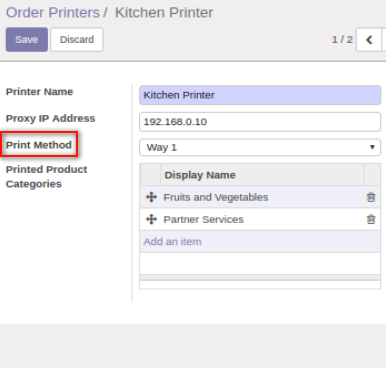 Order Printers / Kitchen Printer
Save Discard 1 / 2
Printer Name Kitchen Printer
Proxy IP Address 192.168.0.10
Print Method Way 1
Printed Product
Categories
Display Name
Fruits and Vegetables
Partner Services
Add an item